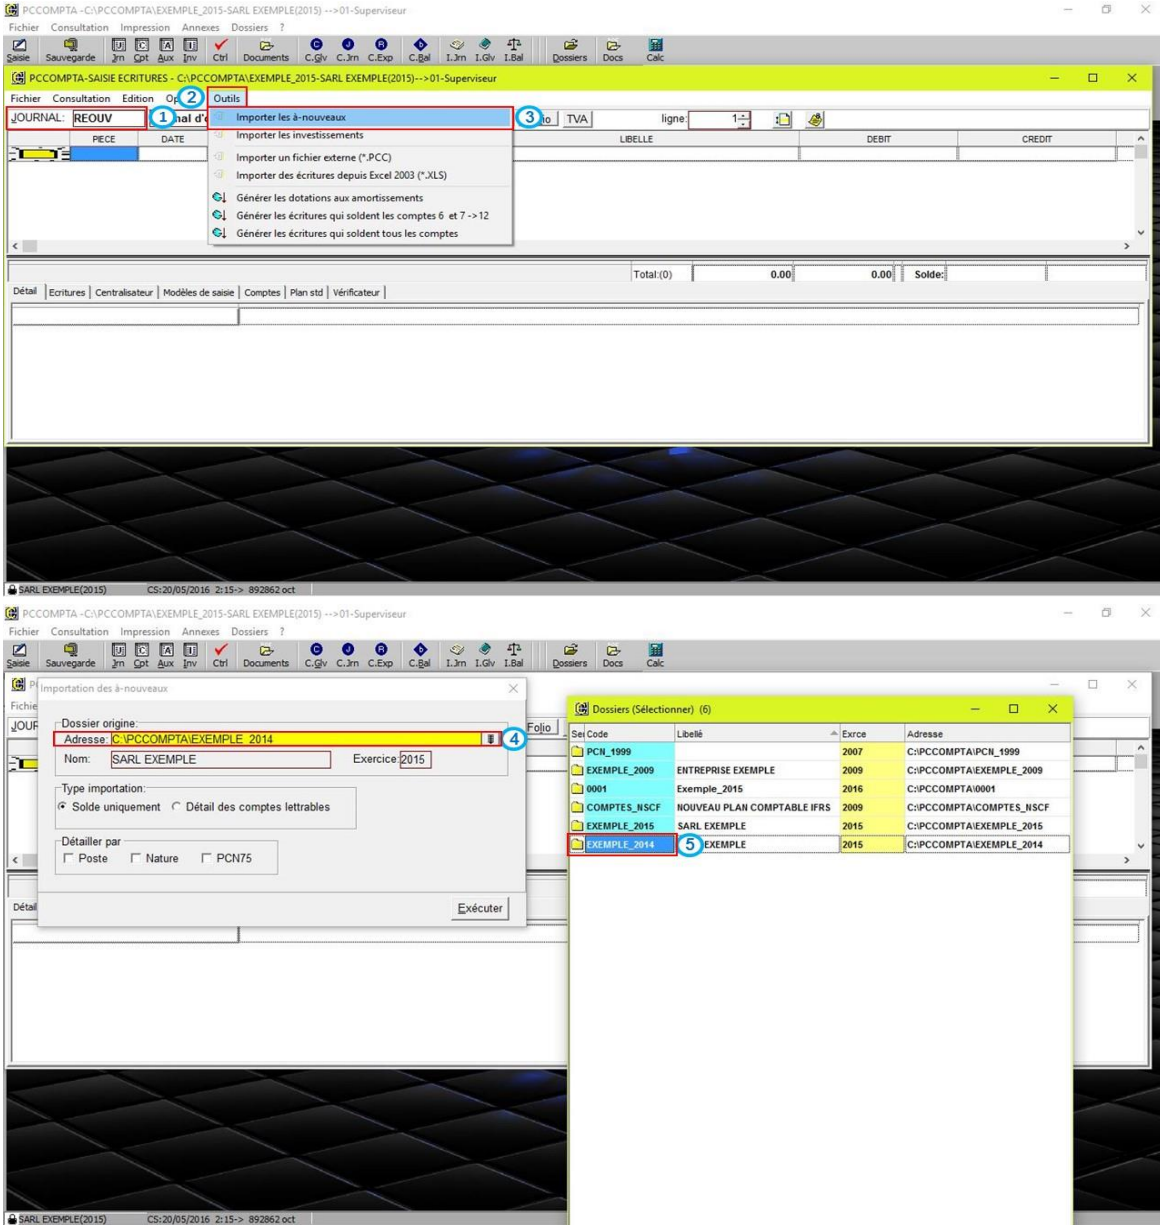 PCCOMPTA -C:\PCCOMPTA\EXEMPLE_2015-SARL EXEMPLE(2015) -->01-Superviseur
Fichier Consultation Impression Annexes Dossiers ?
Saisie Sauvegarde Jrn Cpt Aux Inv Ctrl Documents C.Glv C.Jrn C.Exp C.Bal I.Jrn I.Glv I.Bal Dossiers Docs Calc
PCCOMPTA-SAISIE ECRITURES - C:\PCCOMPTA\EXEMPLE_2015-SARL EXEMPLE(2015)-->01-Superviseur
Fichier Consultation Edition Op 2 Outils
JOURNAL: REOUV 1 nal d' Importer les à-nouveaux 3 io TVA ligne: 1
PIECE DATE Importer les investissements LIBELLE DEBIT CREDIT
Importer un fichier externe (*.PCC)
Importer des écritures depuis Excel 2003 (*.XLS)
Générer les dotations aux amortissements
Générer les écritures qui soldent les comptes 6 et 7 ->12
Générer les écritures qui soldent tous les comptes
Total:(0) 0.00 0.00 Solde:
Détail Ecritures Centralisateur Modèles de saisie Comptes Plan std Vérificateur
SARL EXEMPLE(2015) CS:20/05/2016 2:15-> 892862 oct
PCCOMPTA -C:\PCCOMPTA\EXEMPLE_2015-SARL EXEMPLE(2015) -->01-Superviseur
Fichier Consultation Impression Annexes Dossiers ?
Saisie Sauvegarde Jrn Cpt Aux Inv Ctrl Documents C.Glv C.Jrn C.Exp C.Bal I.Jrn I.Glv I.Bal Dossiers Docs Calc
P Importation des à-nouveaux
Fichie
JOUR Folio
Dossier origine:
Adresse: C:\PCCOMPTA\EXEMPLE_2014 4
Nom: SARL EXEMPLE Exercice: 2015
Type importation:
Solde uniquement Détail des comptes lettrables
Détailler par
Poste Nature PCN75
Détail Exécuter
Dossiers (Sélectionner) (6)
Sel Code Libellé Exrce Adresse
PCN_1999 2007 C:\PCCOMPTA\PCN_1999
EXEMPLE_2009 ENTREPRISE EXEMPLE 2009 C:\PCCOMPTA\EXEMPLE_2009
0001 Exemple_2015 2016 C:\PCCOMPTA\0001
COMPTES_NSCF NOUVEAU PLAN COMPTABLE IFRS 2009 C:\PCCOMPTA\COMPTES_NSCF
EXEMPLE_2015 SARL EXEMPLE 2015 C:\PCCOMPTA\EXEMPLE_2015
EXEMPLE_2014 5 EXEMPLE 2015 C:\PCCOMPTA\EXEMPLE_2014
SARL EXEMPLE(2015) CS:20/05/2016 2:15-> 892862 oct